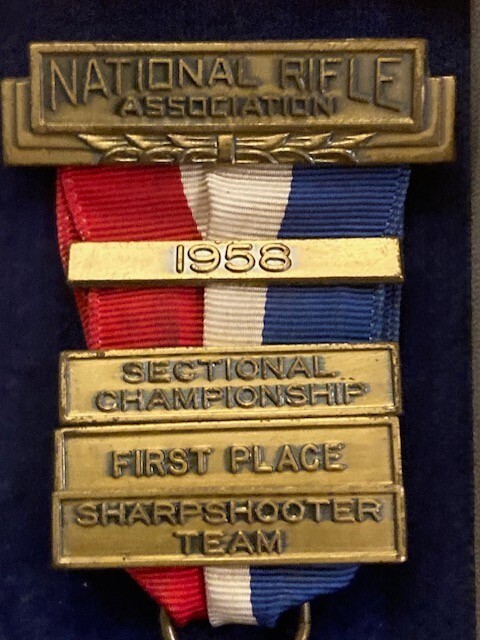 NATIONAL RIFLE
ASSOCIATION
1958
SECTIONAL
CHAMPIONSHIP
FIRST PLACE
SHARPSHOOTER
TEAM